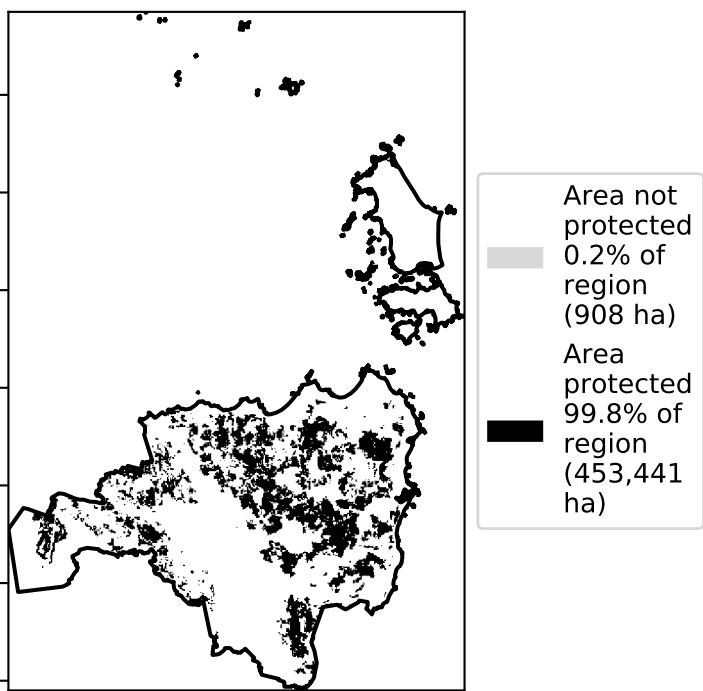 Area not
protected
0.2% of
region
(908 ha)
Area
protected
99.8% of
region
(453,441
ha)